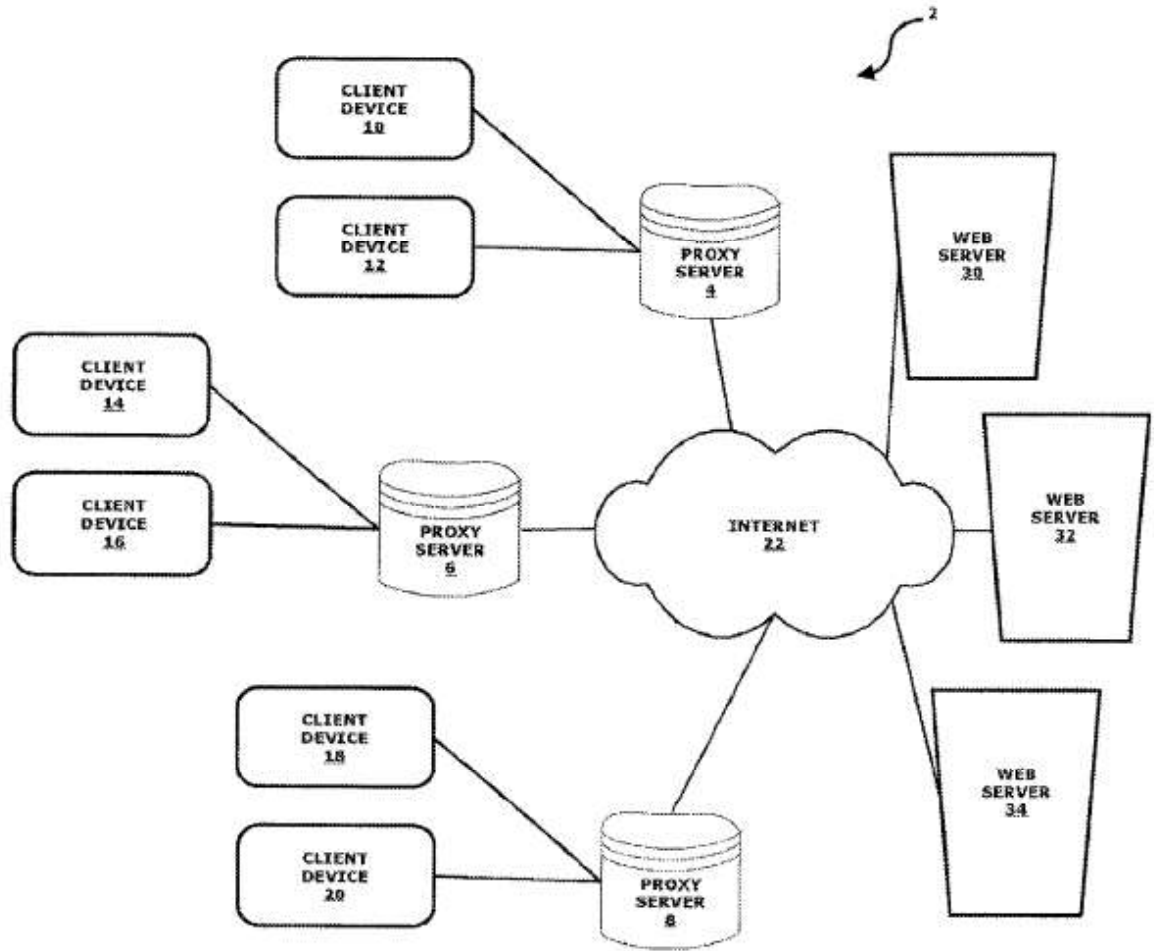 2
CLIENT
DEVICE
10
CLIENT
DEVICE
12
PROXY
SERVER
4
WEB
SERVER
30
CLIENT
DEVICE
14
CLIENT
DEVICE
16
PROXY
SERVER
6
INTERNET
22
WEB
SERVER
32
CLIENT
DEVICE
18
CLIENT
DEVICE
20
PROXY
SERVER
8
WEB
SERVER
34